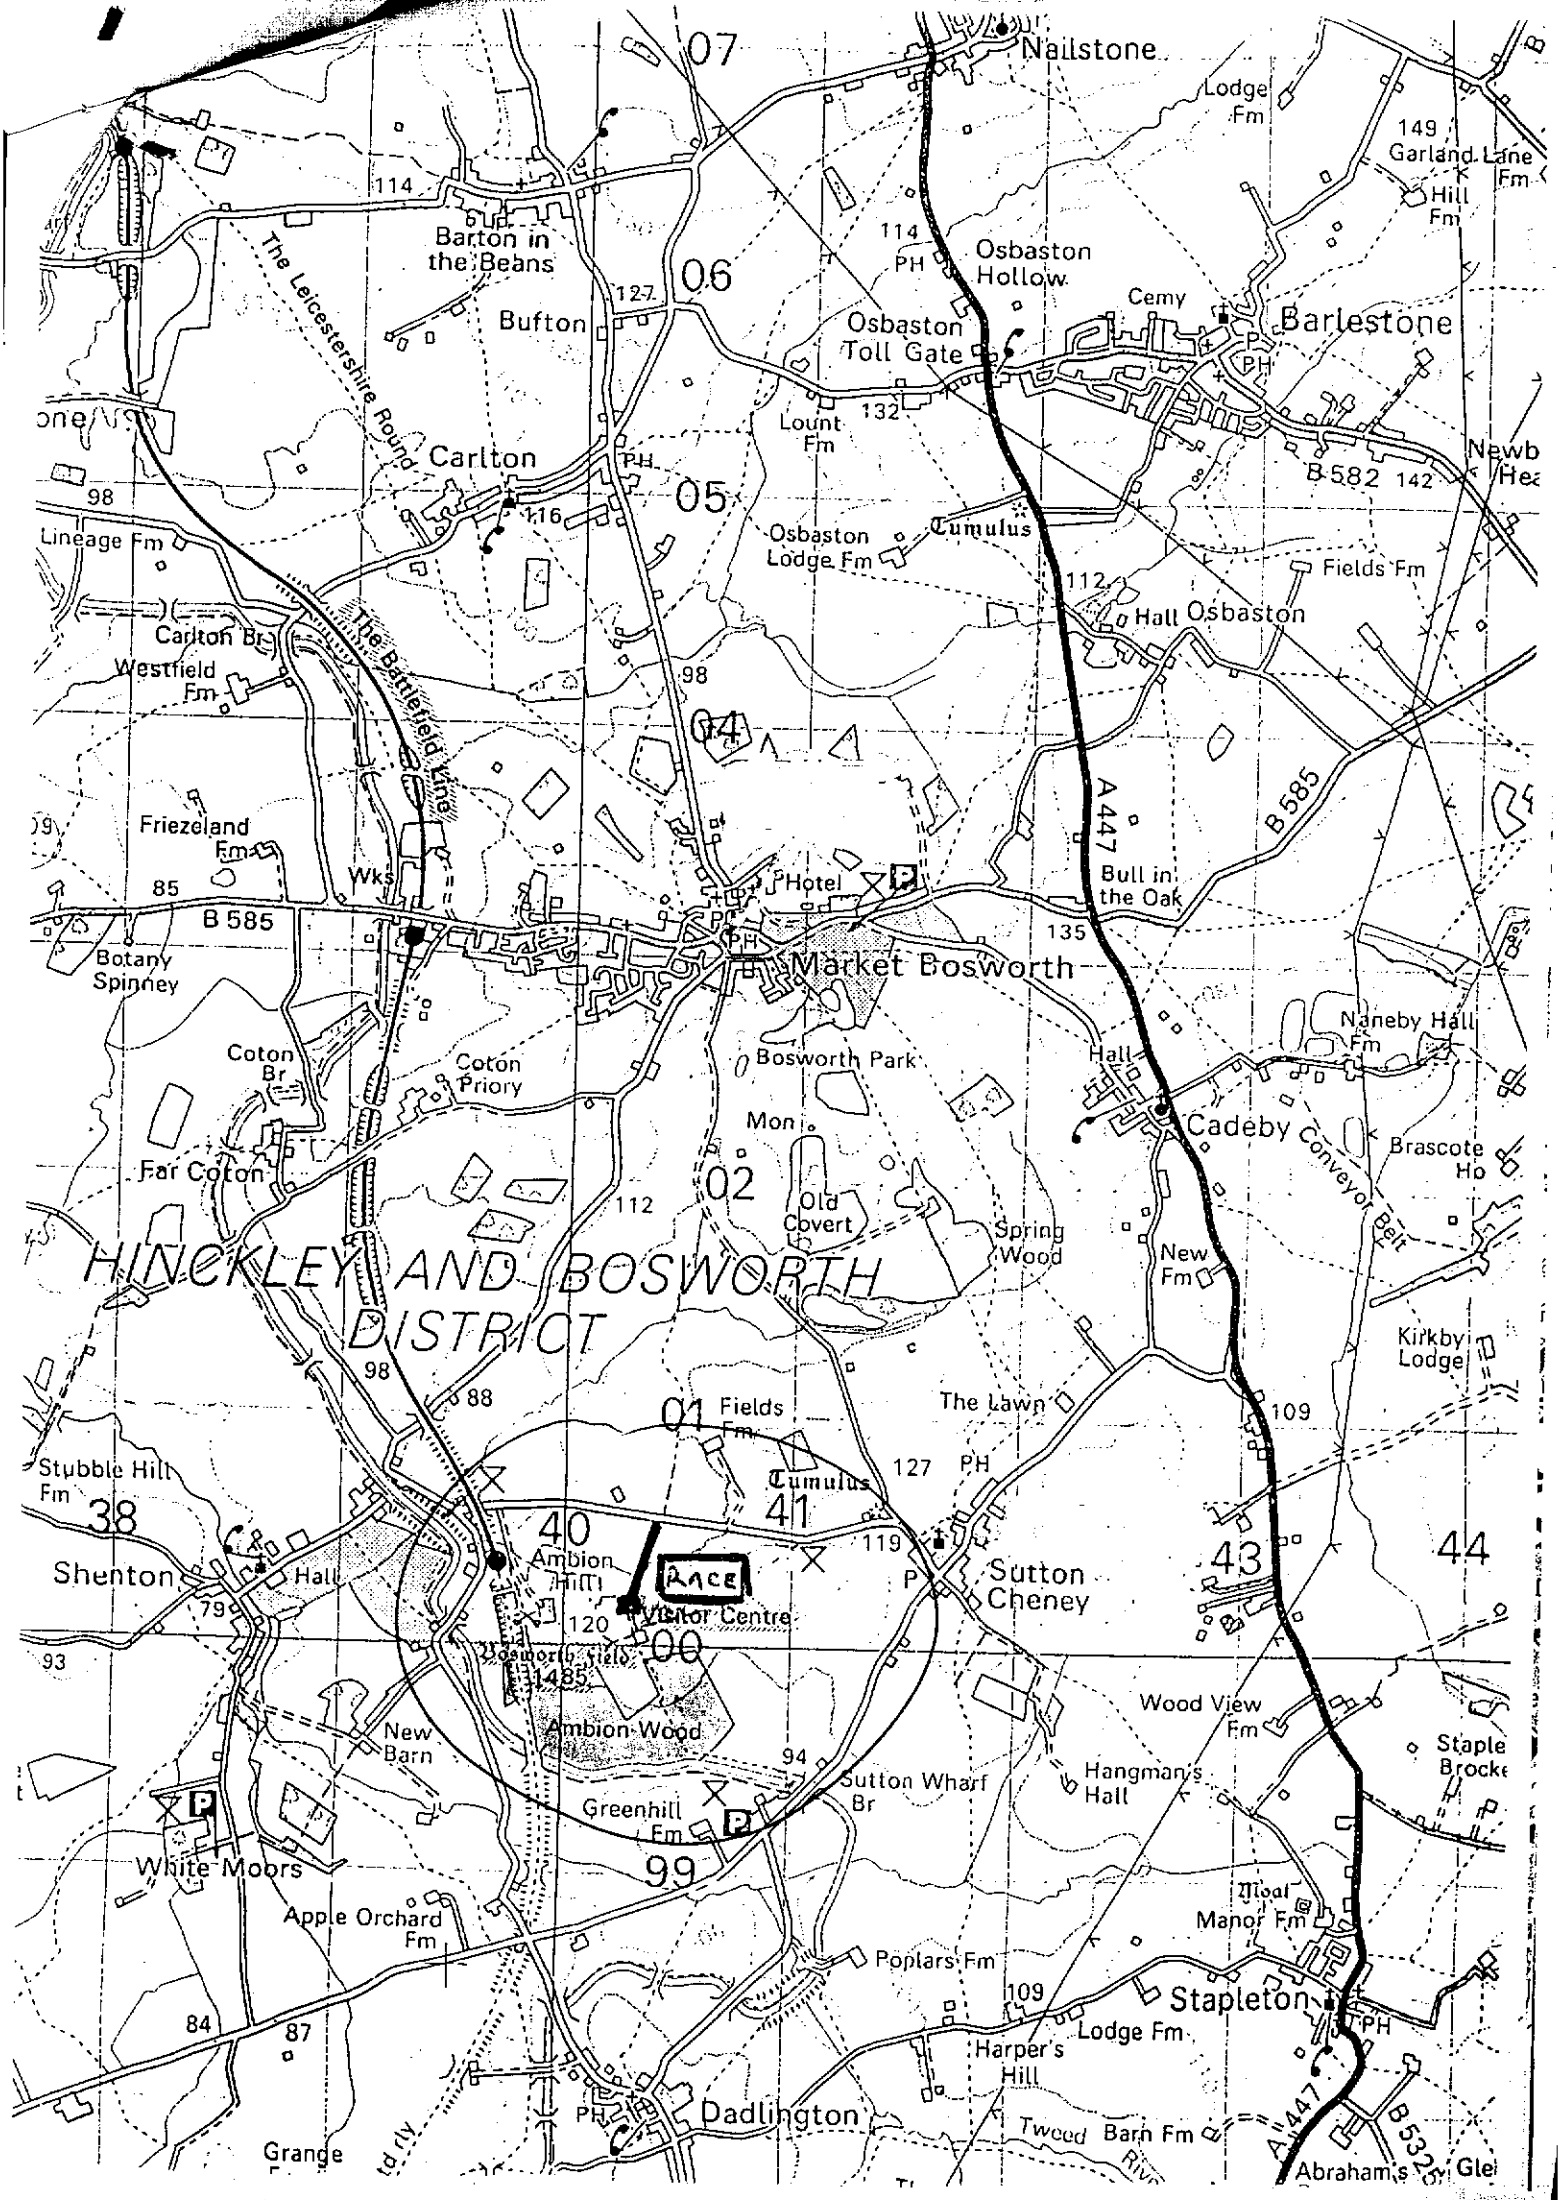 07
Nailstone
Lodge
Fm
149
Garland Lane
Fm
Hill
Fm
114
Barton in
the Beans
The Leicestershire Round
114
PH
Osbaston
Hollow
06
127
Bufton
Cemy
Barlestone
Osbaston
Toll Gate
P
PH
132
Lount
Fm
one
Carlton
PH
98
116
05
B 582
142
Newb
Hea
Lineage Fm
Osbaston
Lodge Fm
Tumulus
Fields Fm
112
Hall
Osbaston
Carlton Br
Westfield
Fm
The Battlefield Line
98
04
A 447
B 585
Friezeland
Fm
Wks
Hotel
P
Bull in
the Oak
85
B 585
P
PH
135
Botany
Spinney
Market Bosworth
Coton
Br
Coton
Priory
Bosworth Park
Hall
Naneby Hall
Fm
Mon
Cadeby
Conveyor Belt
Brascote
Ho
Far Coton
112
02
Old
Covert
Spring
Wood
New
Fm
HINCKLEY AND BOSWORTH
DISTRICT
98
88
Kirkby
Lodge
01
Fields
Fm
The Lawn
109
Stubble Hill
Fm
Tumulus
127
PH
38
40
41
119
43
44
Shenton
Hall
79
Ambion
Hill
RACE
P
Sutton
Cheney
120
Visitor Centre
93
Bosworth Field
1485
00
Ambion Wood
New
Barn
94
Wood View
Fm
Staple
Brocke
Hangman's
Hall
Sutton Wharf
Br
Greenhill
Fm
P
P
White Moors
99
Moat
Manor Fm
Apple Orchard
Fm
Poplars Fm
109
Stapleton
PH
84
87
Lodge Fm
Harper's
Hill
PH
Dadlington
Tweed
Barn Fm
A 447
B 5326
Grange
td rly
Abraham's
Gle